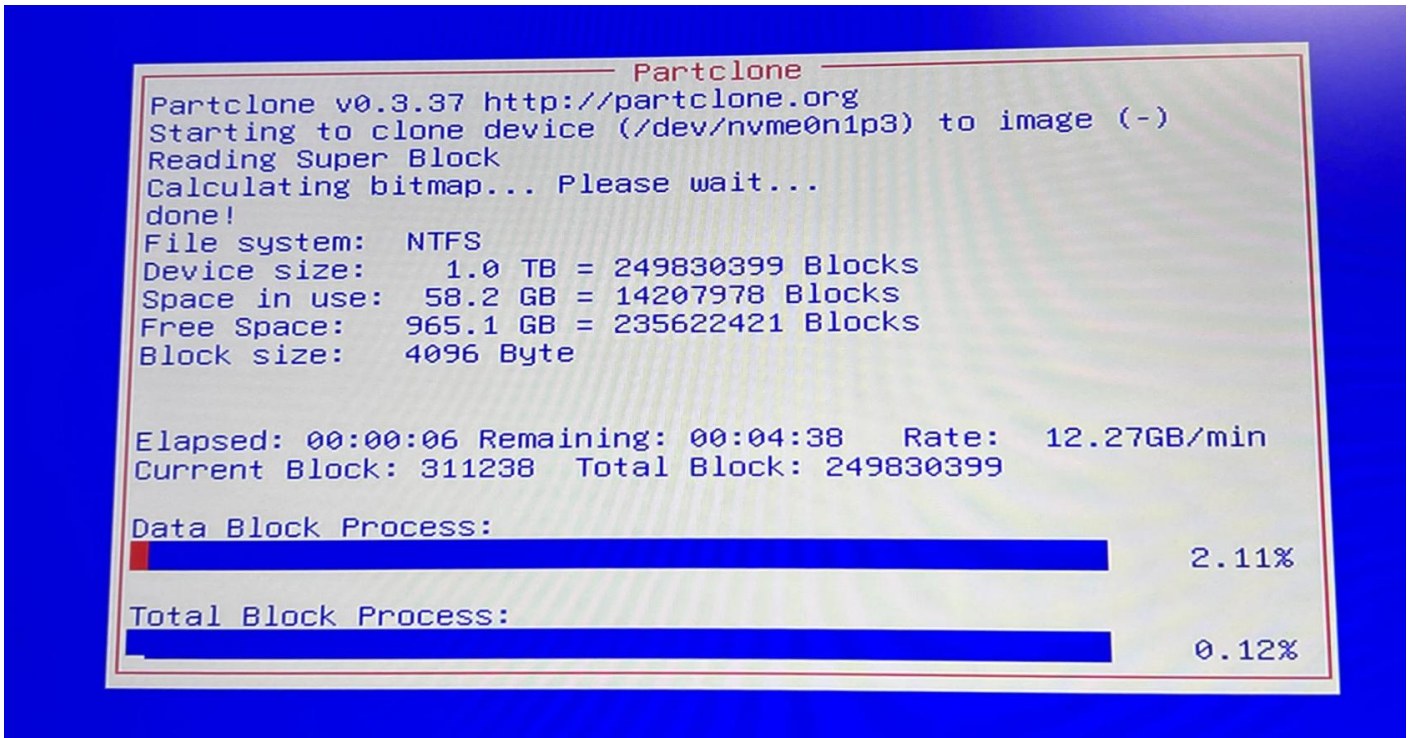 Partclone
Partclone v0.3.37 http://partclone.org
Starting to clone device (/dev/nvme0n1p3) to image (-)
Reading Super Block
Calculating bitmap... Please wait...
done!
File system: NTFS
Device size: 1.0 TB = 249830399 Blocks
Space in use: 58.2 GB = 14207978 Blocks
Free Space: 965.1 GB = 235622421 Blocks
Block size: 4096 Byte
Elapsed: 00:00:06 Remaining: 00:04:38 Rate: 12.27GB/min
Current Block: 311238 Total Block: 249830399
Data Block Process:
2.11%
Total Block Process:
0.12%